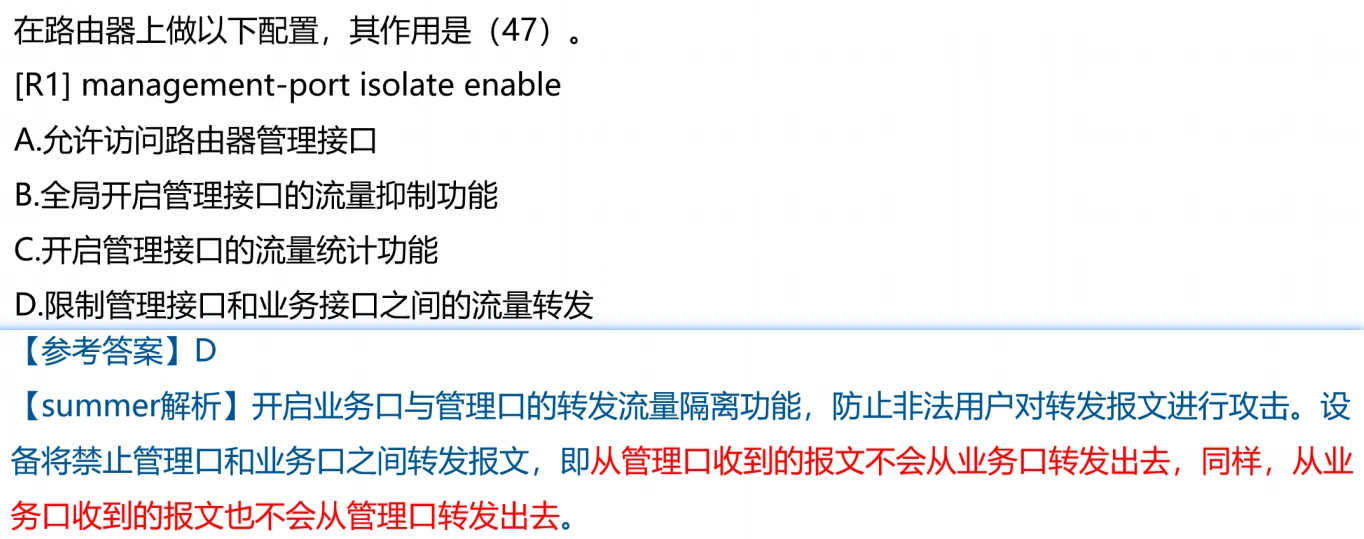 在路由器上做以下配置，其作用是（47）。
[R1] management-port isolate enable
A.允许访问路由器管理接口
B.全局开启管理接口的流量抑制功能
C.开启管理接口的流量统计功能
D.限制管理接口和业务接口之间的流量转发
【参考答案】D
【summer解析】开启业务口与管理口的转发流量隔离功能，防止非法用户对转发报文进行攻击。设
备将禁止管理口和业务口之间转发报文，即从管理口收到的报文不会从业务口转发出去，同样，从业
务口收到的报文也不会从管理口转发出去。